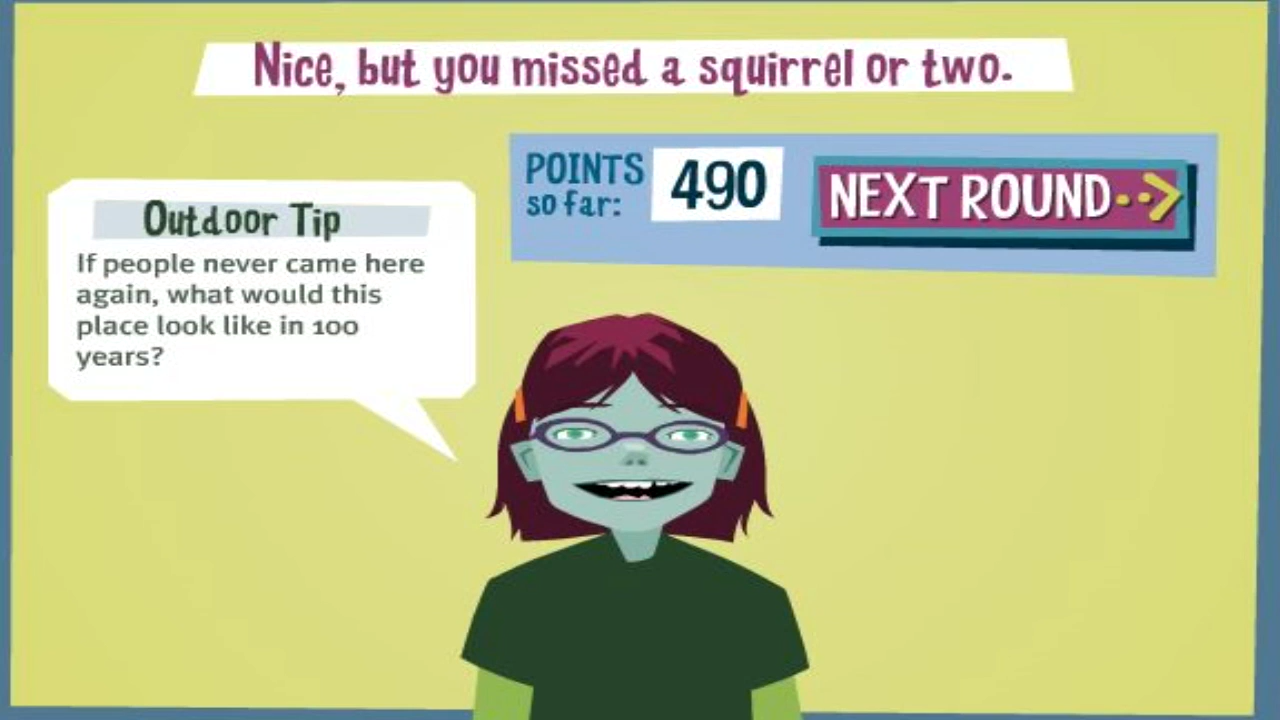 Nice, but you missed a squirrel or two.
POINTS
so far:
490
NEXT ROUND
Outdoor Tip
If people never came here
again, what would this
place look like in 100
years?